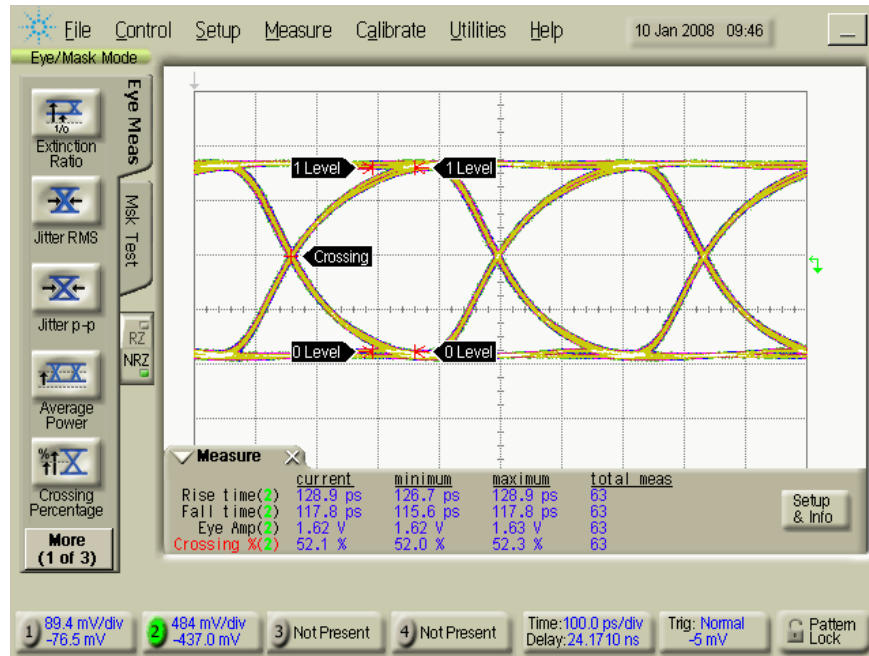 File Control Setup Measure Calibrate Utilities Help 10 Jan 2008 09:46
Eye/Mask Mode
Eye Meas
Msk Test
1/0
Extinction
Ratio
Jitter RMS
Jitter p-p
RZ
NRZ
Average
Power
%
Crossing
Percentage
More
(1 of 3)
1 Level 1 Level
Crossing
0 Level 0 Level
Measure
current minimum maximum total meas
Rise time(2) 128.9 ps 126.7 ps 128.9 ps 63
Fall time(2) 117.8 ps 115.6 ps 117.8 ps 63
Eye Amp(2) 1.62 V 1.62 V 1.63 V 63
Crossing %(2) 52.1 % 52.0 % 52.3 % 63
Setup
& Info
1) 89.4 mV/div
-76.5 mV
2) 484 mV/div
-437.0 mV
3) Not Present
4) Not Present
Time:100.0 ps/div
Delay:24.1710 ns
Trig: Normal
-5 mV
Pattern
Lock